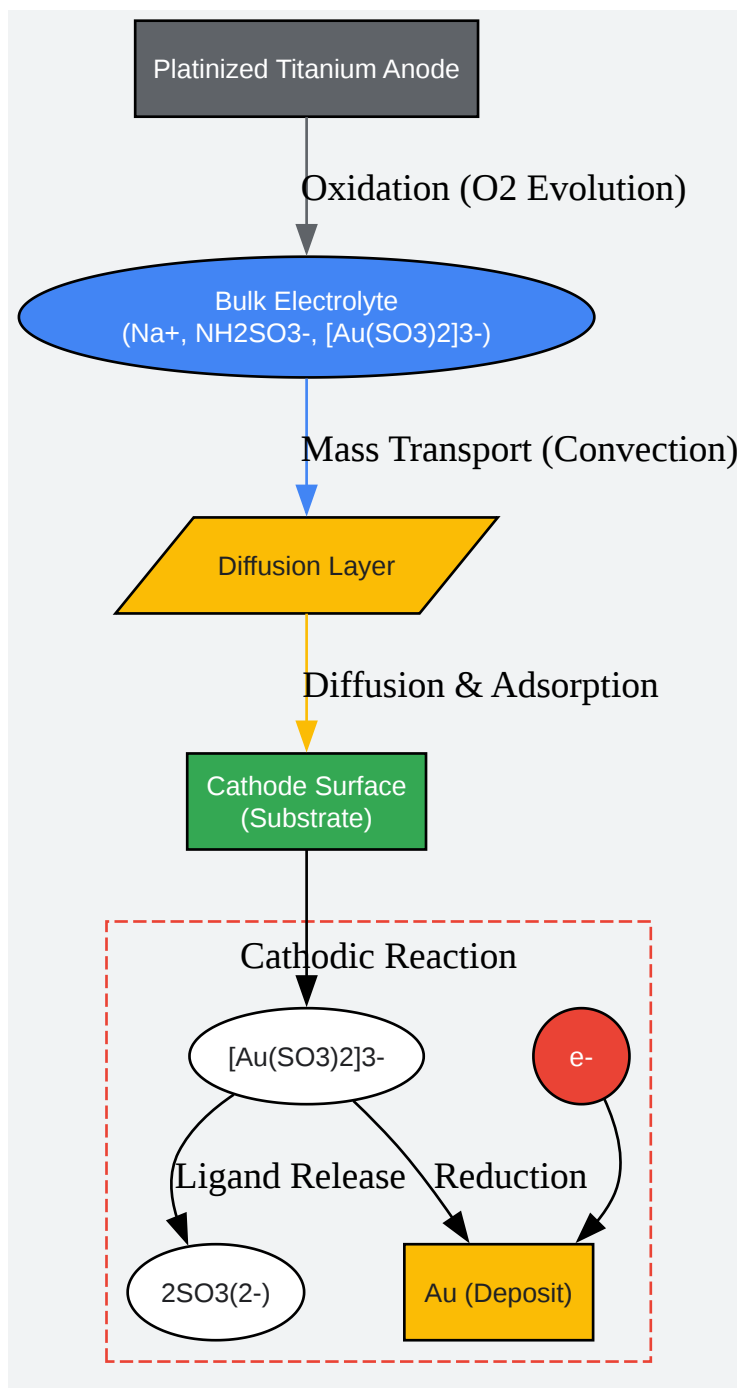 Platinized Titanium Anode
Oxidation (O2 Evolution)
Bulk Electrolyte
(Na+, NH2SO3-, [Au(SO3)2]3-)
Mass Transport (Convection)
Diffusion Layer
Diffusion & Adsorption
Cathode Surface
(Substrate)
Cathodic Reaction
[Au(SO3)2]3-
e-
Ligand Release
Reduction
2SO3(2-)
Au (Deposit)